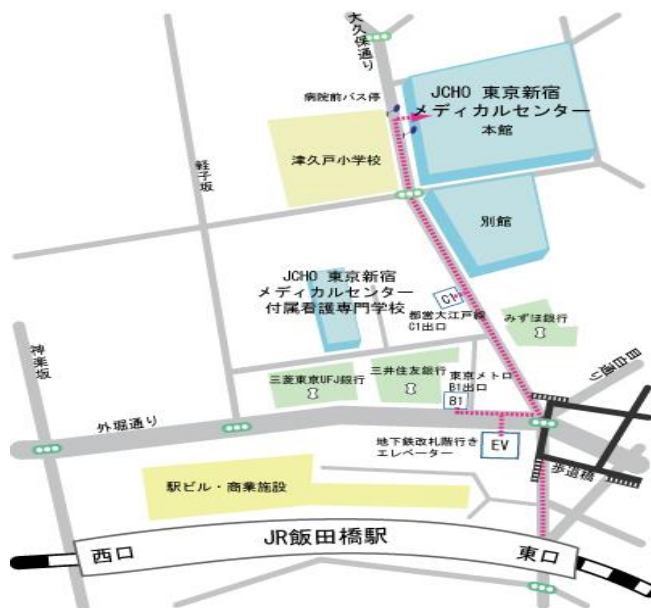 大久保通り
病院前バス停
JCHO 東京新宿
メディカルセンター
本館
津久戸小学校
軽子坂
別館
JCHO 東京新宿
メディカルセンター
付属看護専門学校
C1
都営大江戸線
C1出口
みずほ銀行
神楽坂
三菱東京UFJ銀行
三井住友銀行
東京メトロ
B1出口
B1
目白通り
外堀通り
地下鉄改札階行き
エレベーター
EV
歩道橋
駅ビル・商業施設
JR飯田橋駅
西口
東口